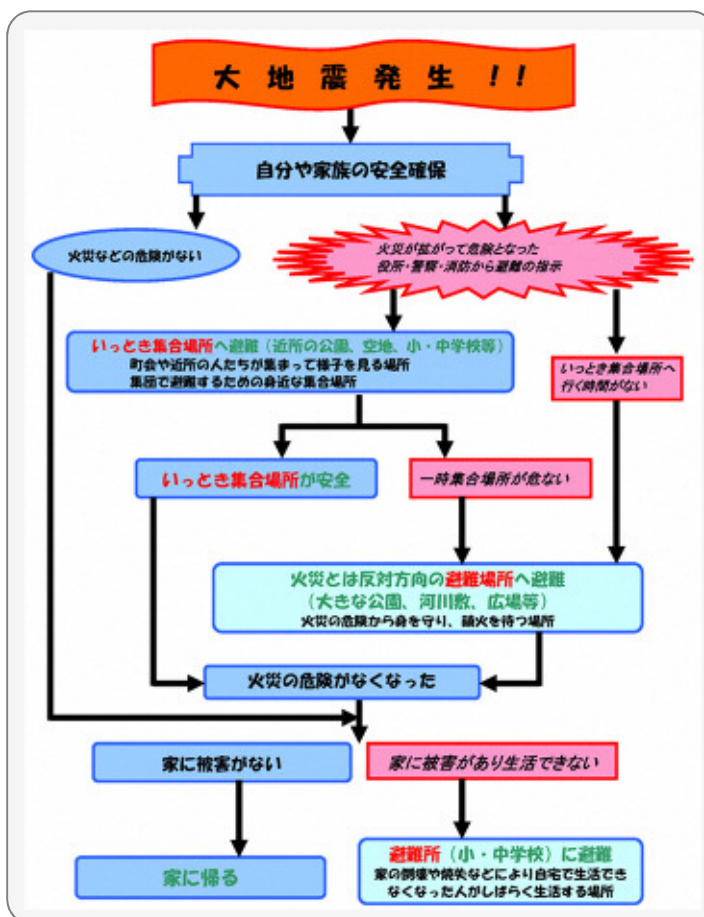 大地震発生!!
自分や家族の安全確保
火災などの危険がない
火災が拡がって危険となった
役所・警察・消防から避難の指示
いっとき集合場所へ避難(近所の公園、空地、小・中学校等)
町会や近所の人たちが集まって様子を見る場所
集団で避難するための身近な集合場所
いっとき集合場所へ
行く時間がない
いっとき集合場所が安全
一時集合場所が危ない
火災とは反対方向の避難場所へ避難
(大きな公園、河川敷、広場等)
火災の危険から身を守り、鎮火を待つ場所
火災の危険がなくなった
家に被害がない
家に被害があり生活できない
家に帰る
避難所(小・中学校)に避難
家の倒壊や焼失などにより自宅で生活でき
なくなった人がしばらく生活する場所